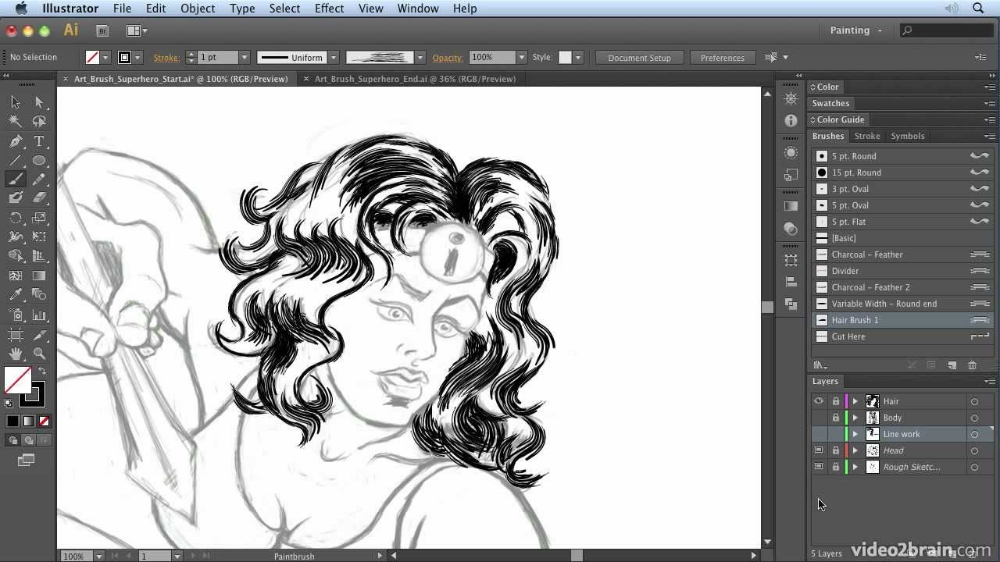 Illustrator File Edit Object Type Select Effect View Window Help
Ai Br Painting
No Selection Stroke: 1 pt Uniform Opacity: 100% Style: Document Setup Preferences
× Art_Brush_Superhero_Start.ai* @ 100% (RGB/Preview) × Art_Brush_Superhero_End.ai @ 36% (RGB/Preview)
Color
Swatches
Color Guide
Brushes Stroke Symbols
5 pt. Round
15 pt. Round
3 pt. Oval
5 pt. Oval
5 pt. Flat
[Basic]
Charcoal - Feather
Divider
Charcoal - Feather 2
Variable Width - Round end
Hair Brush 1
Cut Here
Layers
Hair
Body
Line work
Head
Rough Sketc...
5 Layers
video2brain.com
100% 1 Paintbrush